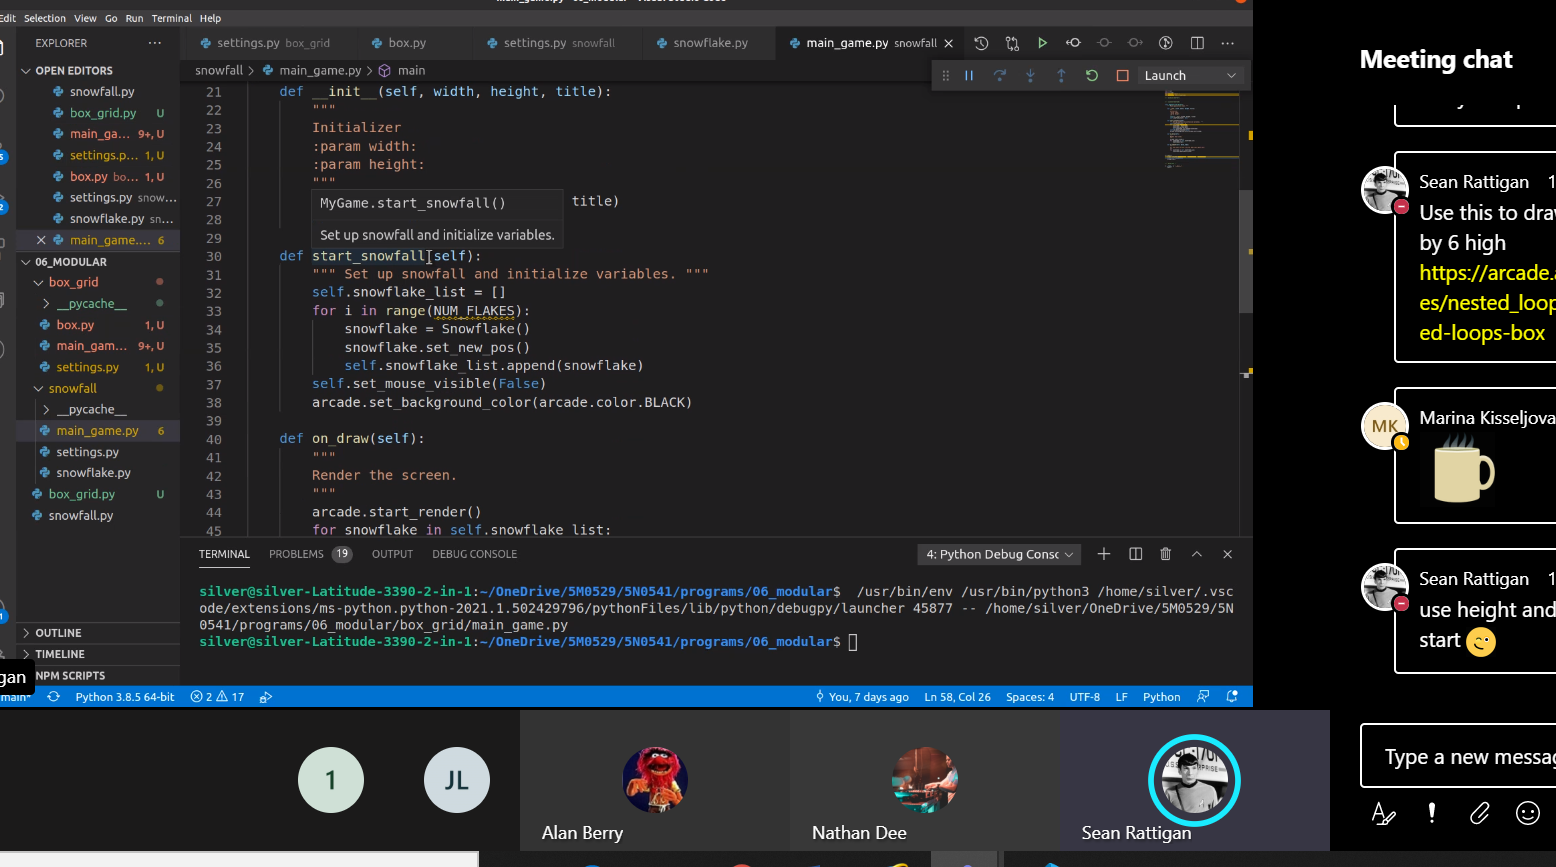 Edit Selection View Go Run Terminal Help
EXPLORER
settings.py box_grid
box.py
settings.py snowfall
snowflake.py
main_game.py snowfall
OPEN EDITORS
snowfall.py
box_grid.py U
main_ga... 9+, U
settings.p... 1, U
box.py bo... 1, U
settings.py snow...
snowflake.py sn...
main_game.... 6
06_MODULAR
box_grid
__pycache__
box.py 1, U
main_gam... 9+, U
settings.py 1, U
snowfall
__pycache__
main_game.py 6
settings.py
snowflake.py
box_grid.py U
snowfall.py
OUTLINE
TIMELINE
NPM SCRIPTS
snowfall > main_game.py > main
Launch
21 def __init__(self, width, height, title):
22 """
23 Initializer
24 :param width:
25 :param height:
26 """
27 title)
28
29
MyGame.start_snowfall()
Set up snowfall and initialize variables.
30 def start_snowfall(self):
31 """ Set up snowfall and initialize variables. """
32 self.snowflake_list = []
33 for i in range(NUM_FLAKES):
34 snowflake = Snowflake()
35 snowflake.set_new_pos()
36 self.snowflake_list.append(snowflake)
37 self.set_mouse_visible(False)
38 arcade.set_background_color(arcade.color.BLACK)
39
40 def on_draw(self):
41 """
42 Render the screen.
43 """
44 arcade.start_render()
45 for snowflake in self.snowflake_list:
TERMINAL PROBLEMS 19 OUTPUT DEBUG CONSOLE
4: Python Debug Consc
silver@silver-Latitude-3390-2-in-1:~/OneDrive/5M0529/5N0541/programs/06_modular$ /usr/bin/env /usr/bin/python3 /home/silver/.vsc
ode/extensions/ms-python.python-2021.1.502429796/pythonFiles/lib/python/debugpy/launcher 45877 -- /home/silver/OneDrive/5M0529/5N
0541/programs/06_modular/box_grid/main_game.py
silver@silver-Latitude-3390-2-in-1:~/OneDrive/5M0529/5N0541/programs/06_modular$
gan
main* Python 3.8.5 64-bit 2 17
You, 7 days ago Ln 58, Col 26 Spaces: 4 UTF-8 LF Python
1
JL
Alan Berry
Nathan Dee
Sean Rattigan
Meeting chat
Sean Rattigan 1
Use this to draw
by 6 high
https://arcade.a
es/nested_loop
ed-loops-box
MK
Marina Kisseljova
Sean Rattigan 1
use height and
start
Type a new messag